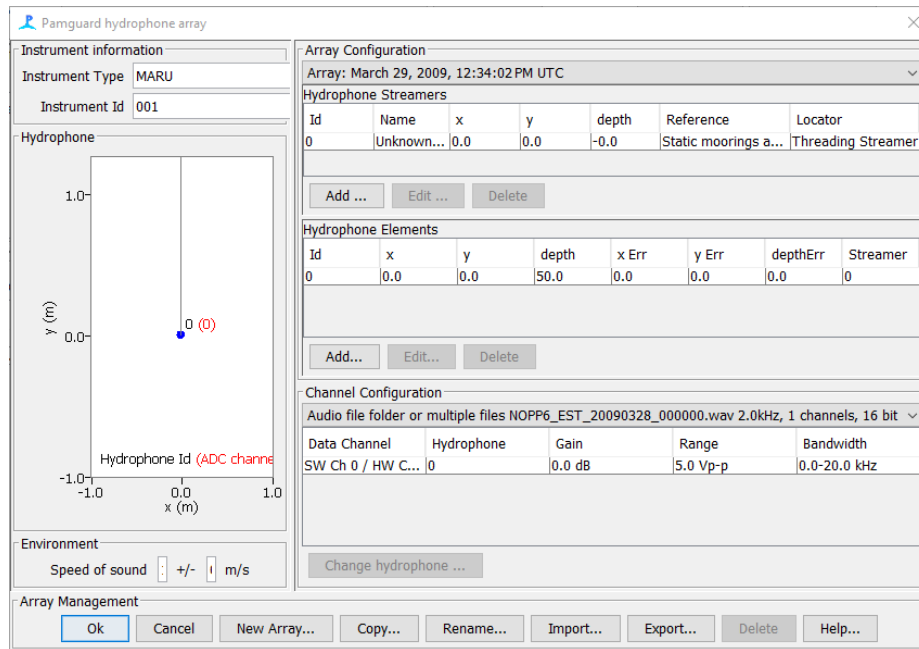 Pamguard hydrophone array
Instrument information
Instrument Type MARU
Instrument Id 001
Hydrophone
1.0
0.0
-1.0
y (m)
0 (0)
Hydrophone Id (ADC channe
-1.0 0.0 1.0
x (m)
Environment
Speed of sound +/- m/s
Array Configuration
Array: March 29, 2009, 12:34:02 PM UTC
Hydrophone Streamers
Id Name x y depth Reference Locator
0 Unknown... 0.0 0.0 -0.0 Static moorings a... Threading Streamer
Add ... Edit ... Delete
Hydrophone Elements
Id x y depth x Err y Err depthErr Streamer
0 0.0 0.0 50.0 0.0 0.0 0.0 0
Add... Edit... Delete
Channel Configuration
Audio file folder or multiple files NOPP6_EST_20090328_000000.wav 2.0kHz, 1 channels, 16 bit
Data Channel Hydrophone Gain Range Bandwidth
SW Ch 0 / HW C... 0 0.0 dB 5.0 Vp-p 0.0-20.0 kHz
Change hydrophone ...
Array Management
Ok Cancel New Array... Copy... Rename... Import... Export... Delete Help...